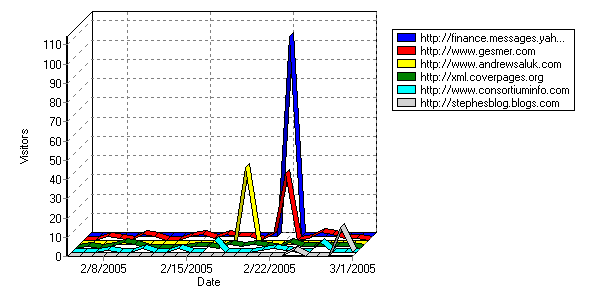 110
100
90
80
70
60
50
40
30
20
10
0
Visitors
2/8/2005
2/15/2005
2/22/2005
3/1/2005
Date
http://finance.messages.yah...
http://www.gesmer.com
http://www.andrewsaluk.com
http://xml.coverpages.org
http://www.consortiuminfo.com
http://stephesblog.blogs.com